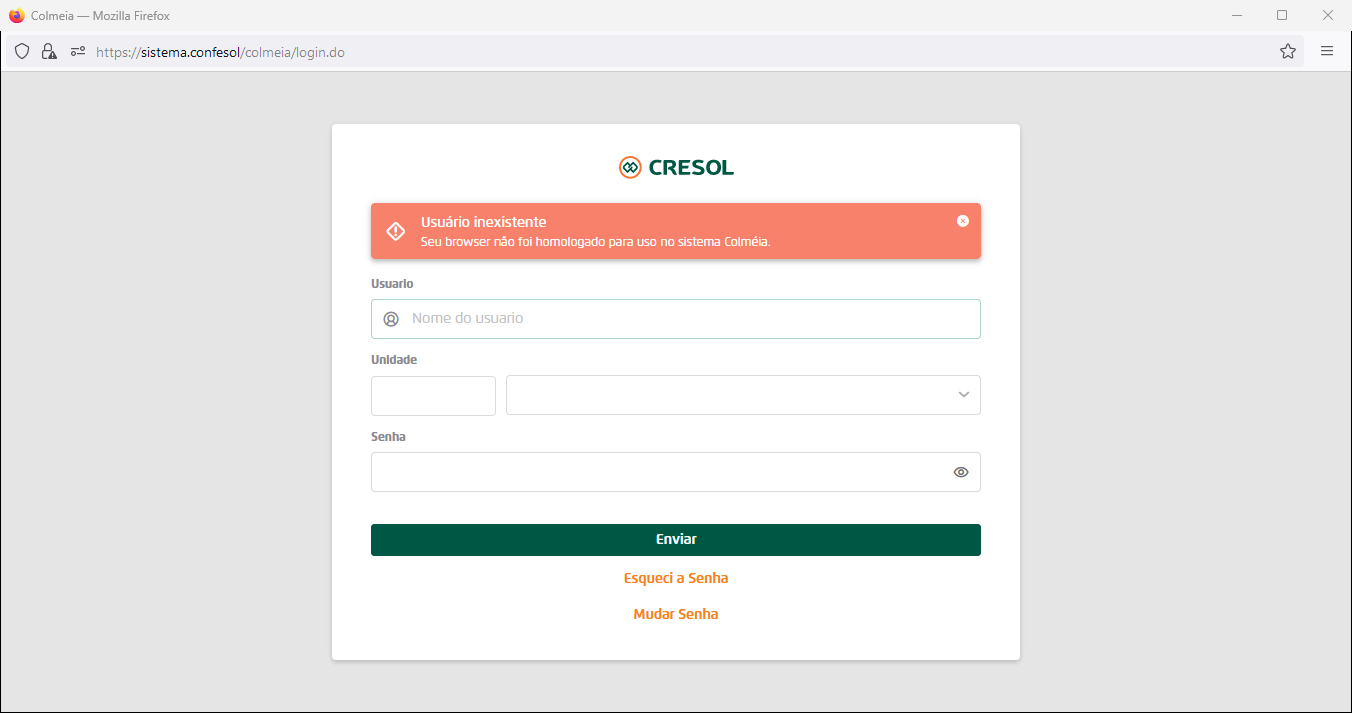 Colmeia — Mozilla Firefox
https://sistema.confesol/colmeia/login.do
CRESOL
Usuário inexistente
Seu browser não foi homologado para uso no sistema Colméia.
Usuario
Nome do usuario
Unidade
Senha
Enviar
Esqueci a Senha
Mudar Senha